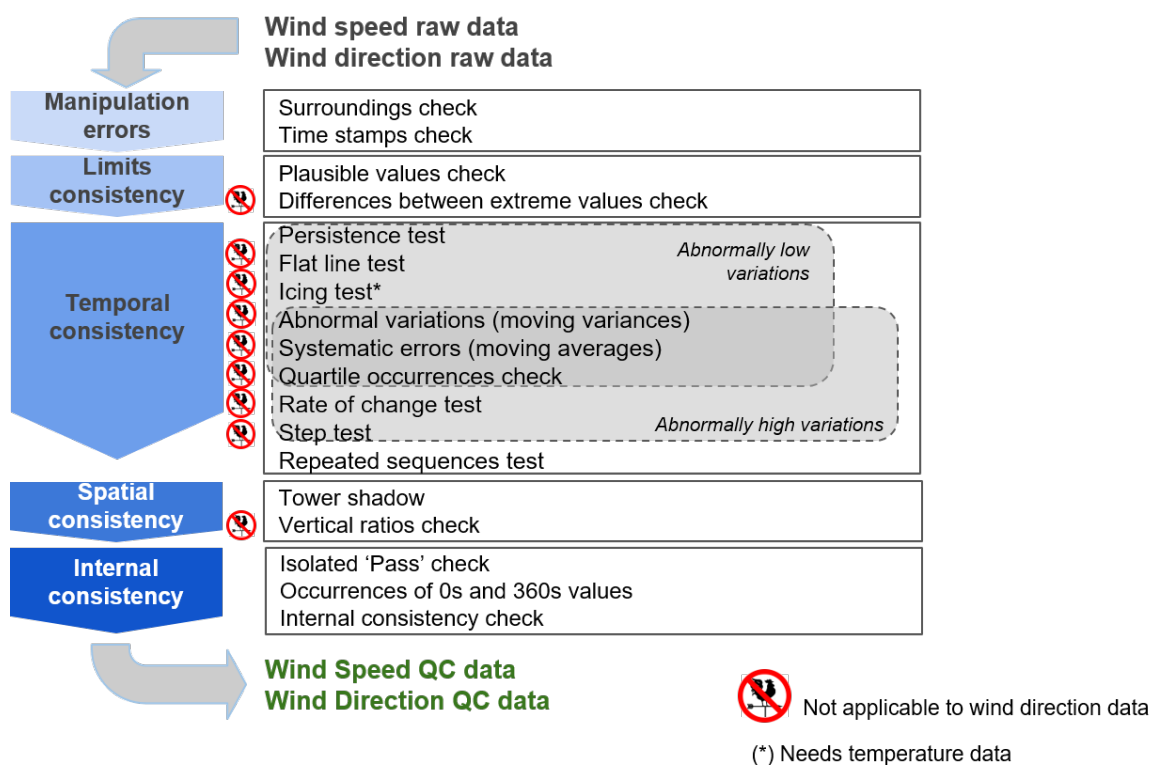 Wind speed raw data
Wind direction raw data
Manipulation
errors
Surroundings check
Time stamps check
Limits
consistency
Plausible values check
Differences between extreme values check
Temporal
consistency
Persistence test
Flat line test
Icing test*
Abnormally low
variations
Abnormal variations (moving variances)
Systematic errors (moving averages)
Quartile occurrences check
Rate of change test
Step test
Abnormally high variations
Repeated sequences test
Spatial
consistency
Tower shadow
Vertical ratios check
Internal
consistency
Isolated ‘Pass’ check
Occurrences of 0s and 360s values
Internal consistency check
Wind Speed QC data
Wind Direction QC data
Not applicable to wind direction data
(*) Needs temperature data